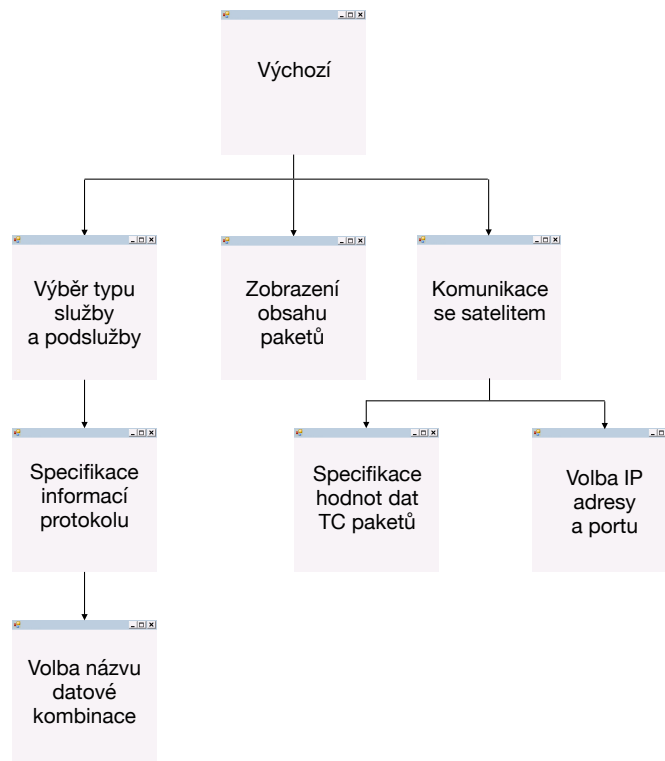 Výchozí
Výběr typu
služby
a podslužby
Zobrazení
obsahu
paketů
Komunikace
se satelitem
Specifikace
informací
protokolu
Specifikace
hodnot dat
TC paketů
Volba IP
adresy
a portu
Volba názvu
datové
kombinace